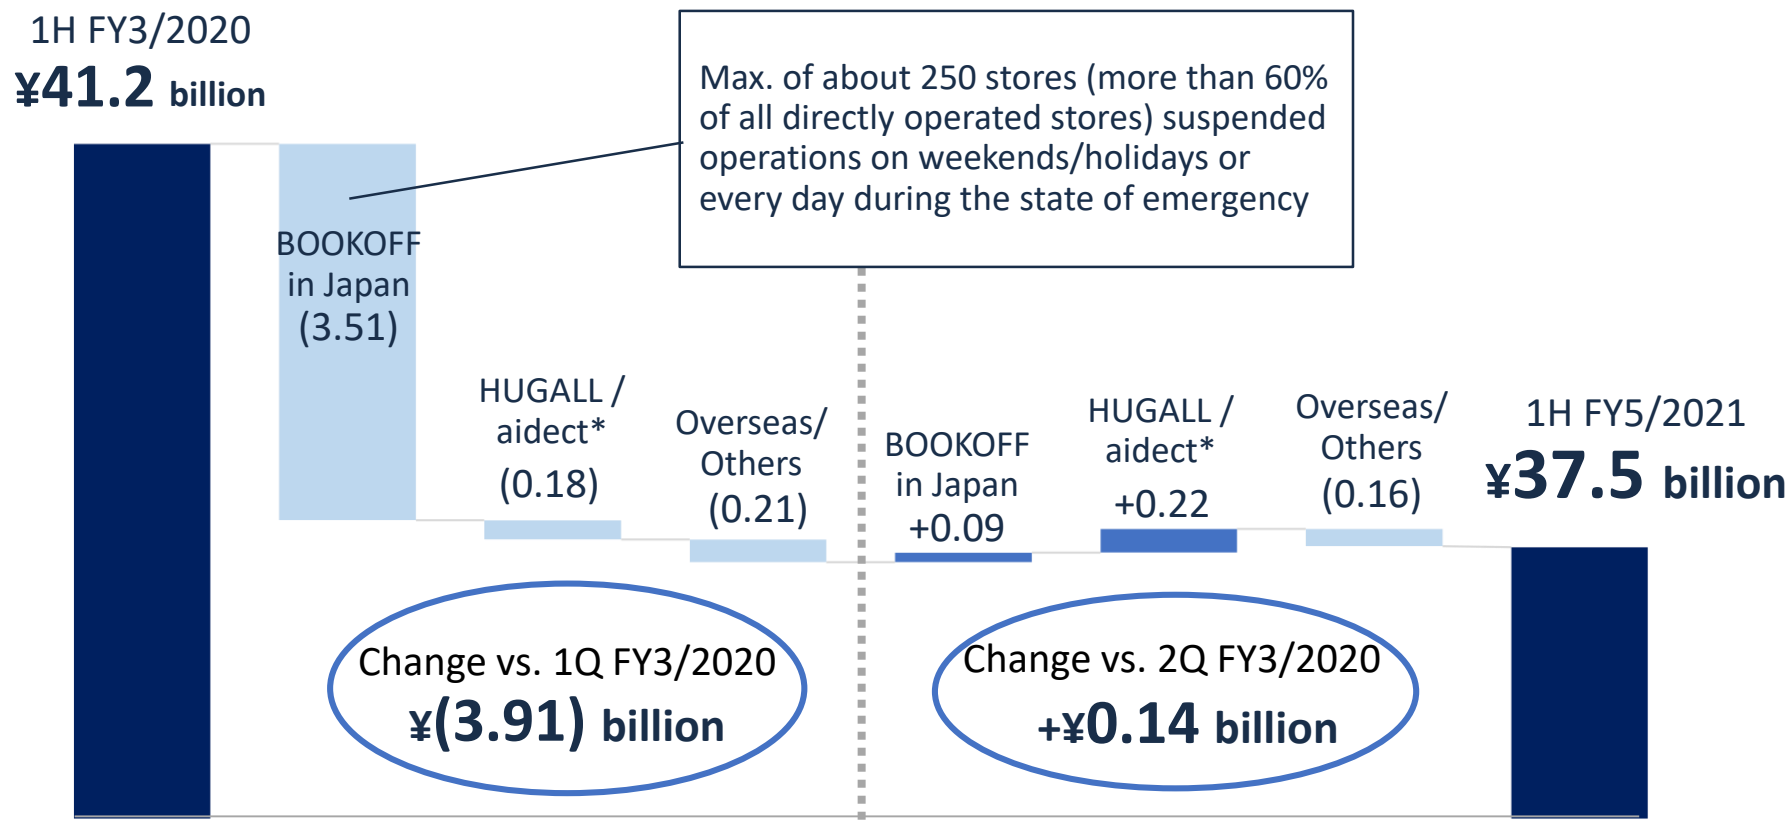 1H FY3/2020
¥41.2 billion
Max. of about 250 stores (more than 60%
of all directly operated stores) suspended
operations on weekends/holidays or
every day during the state of emergency
BOOKOFF
in Japan
(3.51)
HUGALL /
aidect*
(0.18)
Overseas/
Others
(0.21)
BOOKOFF
in Japan
+0.09
HUGALL /
aidect*
+0.22
Overseas/
Others
(0.16)
1H FY5/2021
¥37.5 billion
Change vs. 1Q FY3/2020
¥(3.91) billion
Change vs. 2Q FY3/2020
+¥0.14 billion